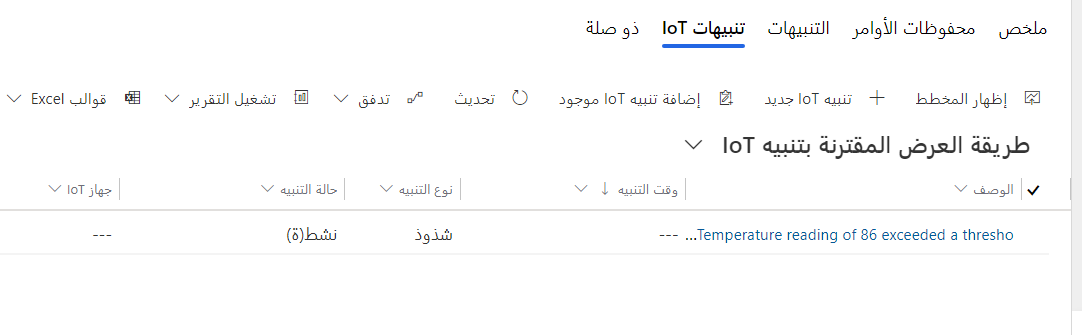 ملخص محفوظات الأوامر التنبيهات تنبيهات IoT ذو صلة
إظهار المخطط تنبيه IoT جديد إضافة تنبيه IoT موجود تحديث تدفق تشغيل التقرير قوالب Excel
طريقة العرض المقترنة بتنبيه IoT
الوصف وقت التنبيه نوع التنبيه حالة التنبيه جهاز IoT
Temperature reading of 86 exceeded a thresho... --- شذوذ نشط(ة) ---